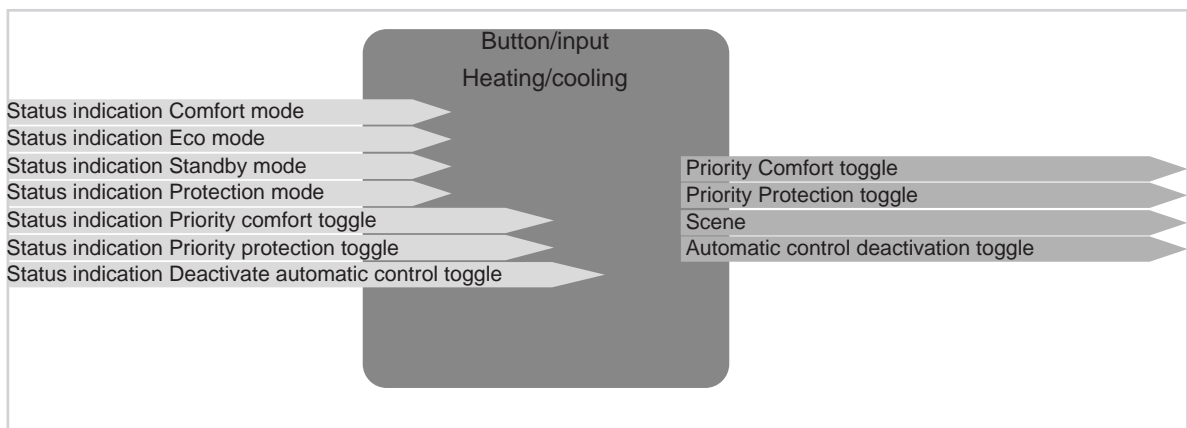 Button/input
Heating/cooling
Status indication Comfort mode
Status indication Eco mode
Status indication Standby mode
Status indication Protection mode
Status indication Priority comfort toggle
Status indication Priority protection toggle
Status indication Deactivate automatic control toggle
Priority Comfort toggle
Priority Protection toggle
Scene
Automatic control deactivation toggle